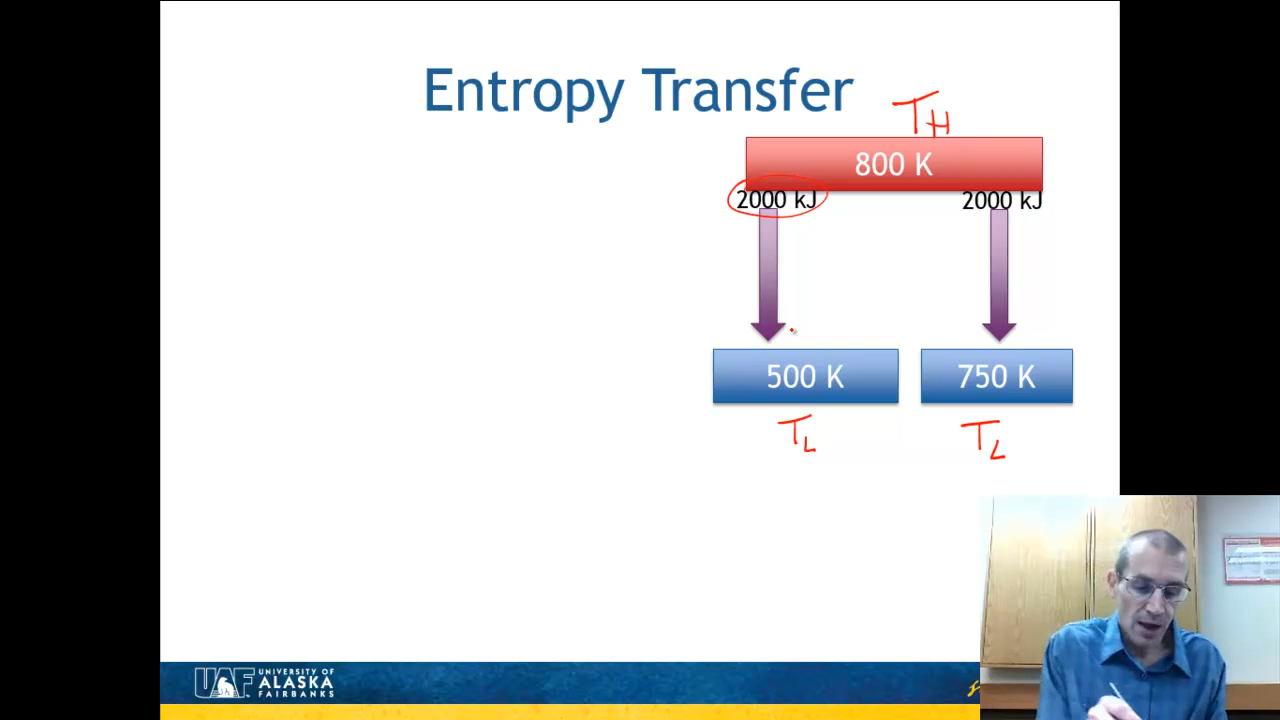 Entropy Transfer
TH
800 K
2000 kJ
2000 kJ
500 K
750 K
TL
TL
UAF
UNIVERSITY OF
ALASKA
FAIRBANKS